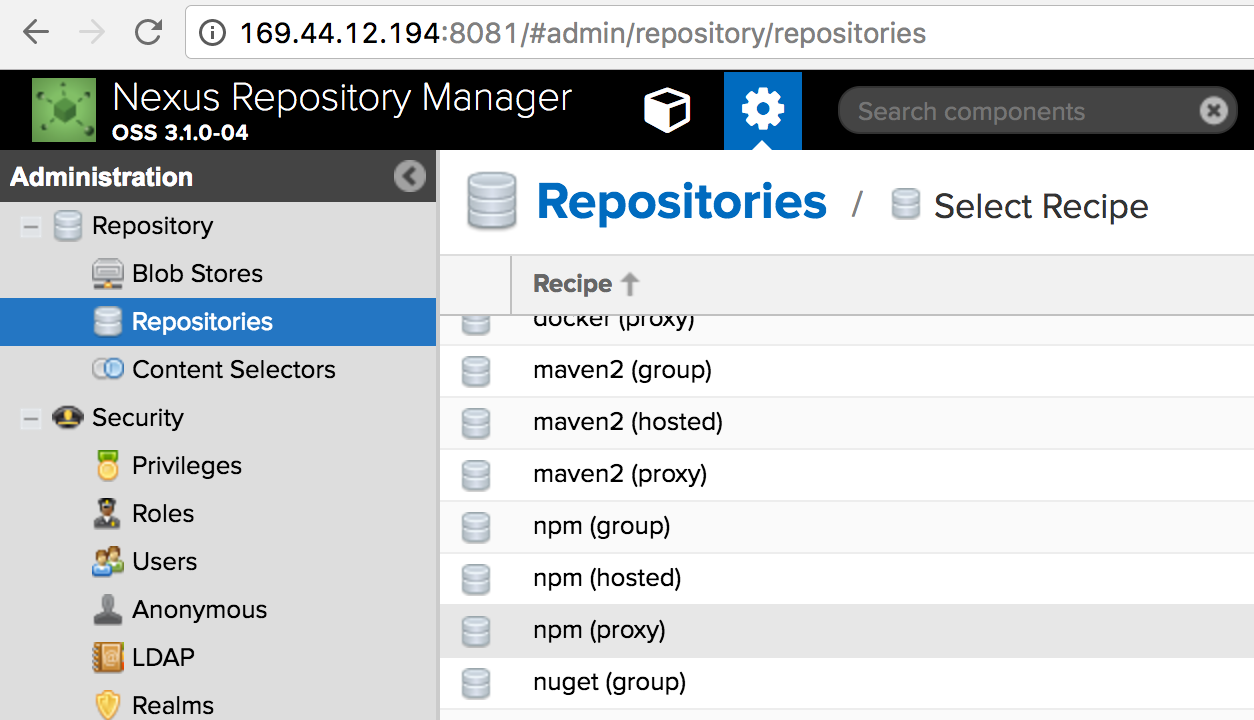 169.44.12.194:8081/#admin/repository/repositories
Nexus Repository Manager
OSS 3.1.0-04
Search components
Administration
Repository
Blob Stores
Repositories
Content Selectors
Security
Privileges
Roles
Users
Anonymous
LDAP
Realms
Repositories / Select Recipe
Recipe
docker (proxy)
maven2 (group)
maven2 (hosted)
maven2 (proxy)
npm (group)
npm (hosted)
npm (proxy)
nuget (group)